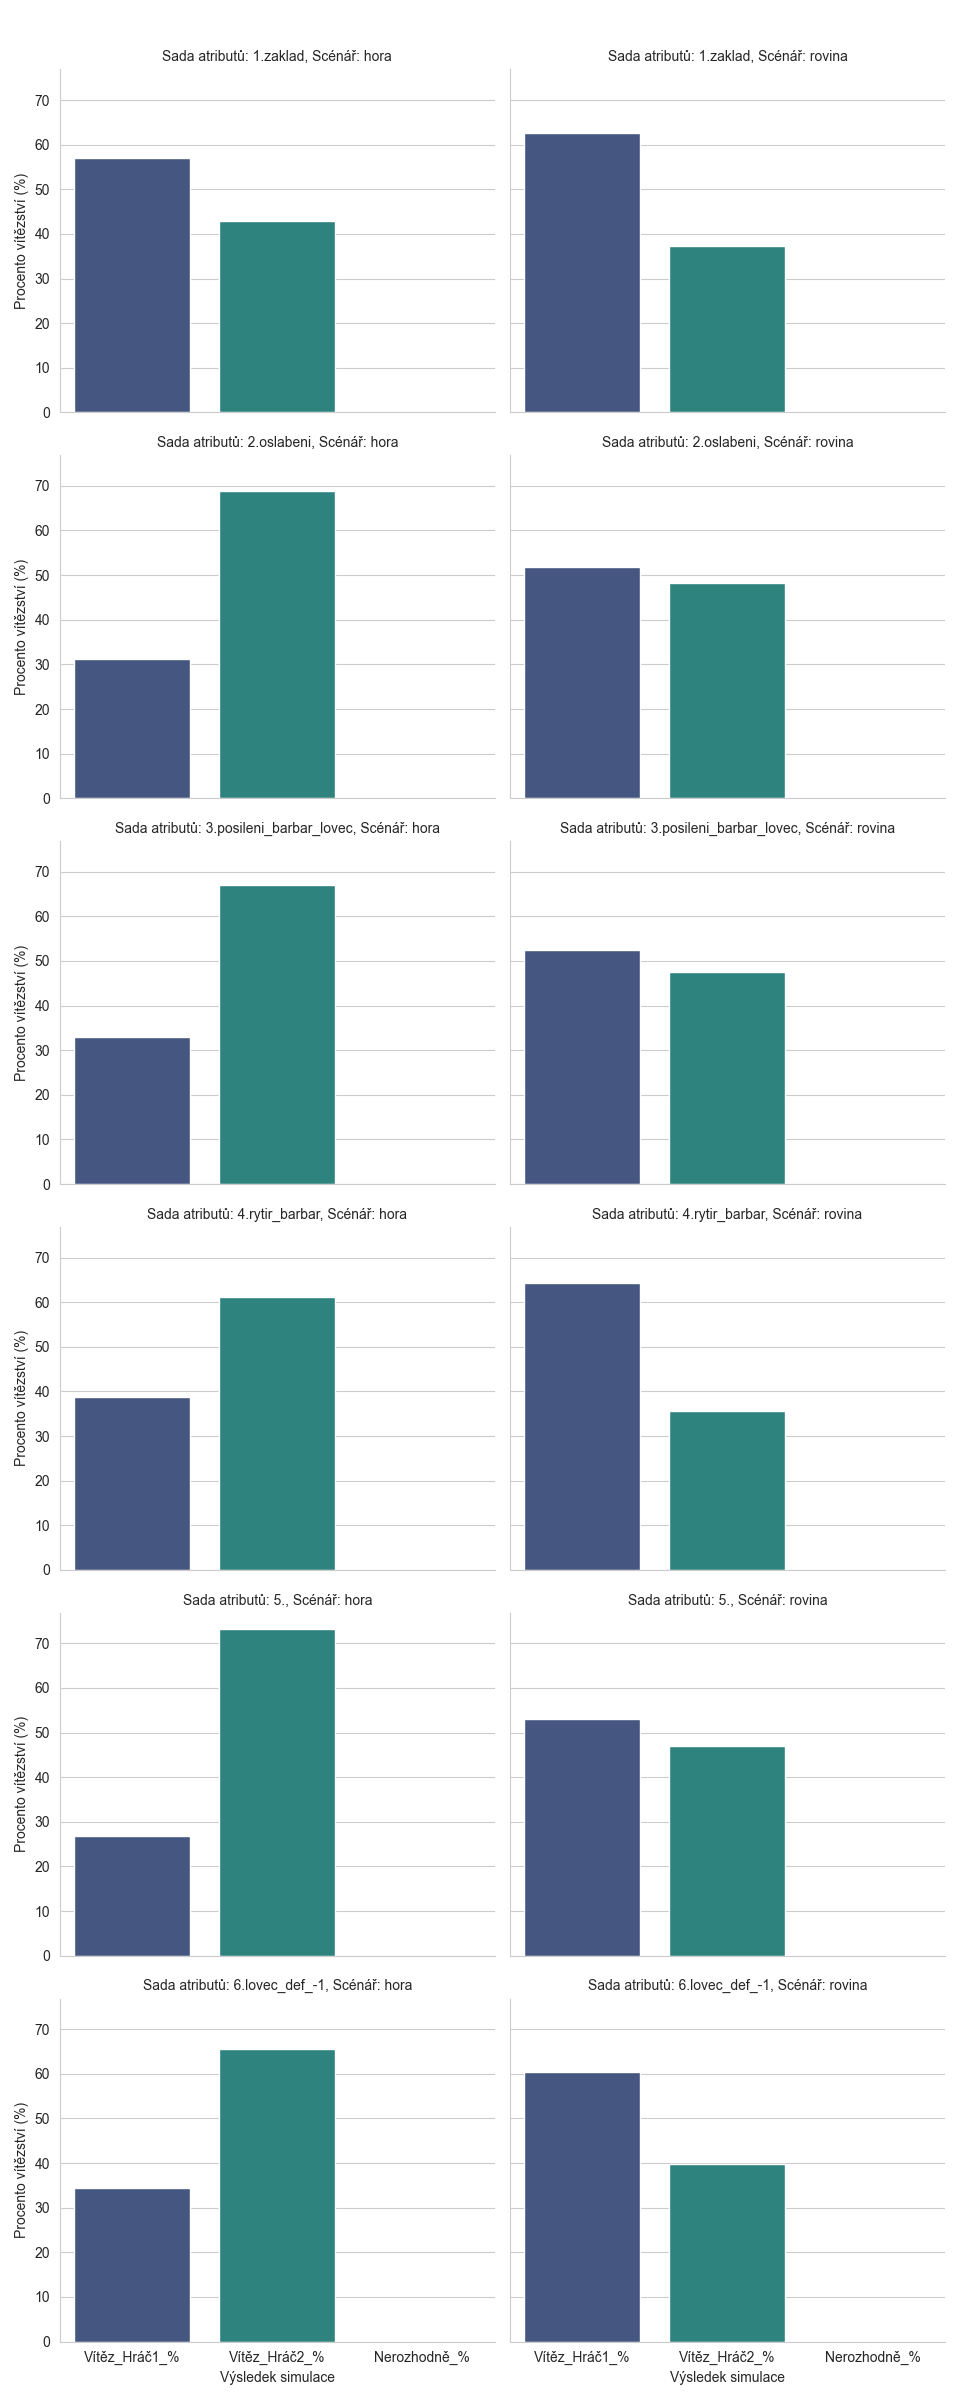 Sada atributů: 1.zaklad, Scénář: hora
Sada atributů: 1.zaklad, Scénář: rovina
Procento vítězství (%)
70
60
50
40
30
20
10
0
Sada atributů: 2.oslabeni, Scénář: hora
Sada atributů: 2.oslabeni, Scénář: rovina
Procento vítězství (%)
70
60
50
40
30
20
10
0
Sada atributů: 3.posileni_barbar_lovec, Scénář: hora
Sada atributů: 3.posileni_barbar_lovec, Scénář: rovina
Procento vítězství (%)
70
60
50
40
30
20
10
0
Sada atributů: 4.rytir_barbar, Scénář: hora
Sada atributů: 4.rytir_barbar, Scénář: rovina
Procento vítězství (%)
70
60
50
40
30
20
10
0
Sada atributů: 5., Scénář: hora
Sada atributů: 5., Scénář: rovina
Procento vítězství (%)
70
60
50
40
30
20
10
0
Sada atributů: 6.lovec_def_-1, Scénář: hora
Sada atributů: 6.lovec_def_-1, Scénář: rovina
Procento vítězství (%)
70
60
50
40
30
20
10
0
Vítěz_Hráč1_%
Vítěz_Hráč2_%
Nerozhodně_%
Vítěz_Hráč1_%
Vítěz_Hráč2_%
Nerozhodně_%
Výsledek simulace
Výsledek simulace